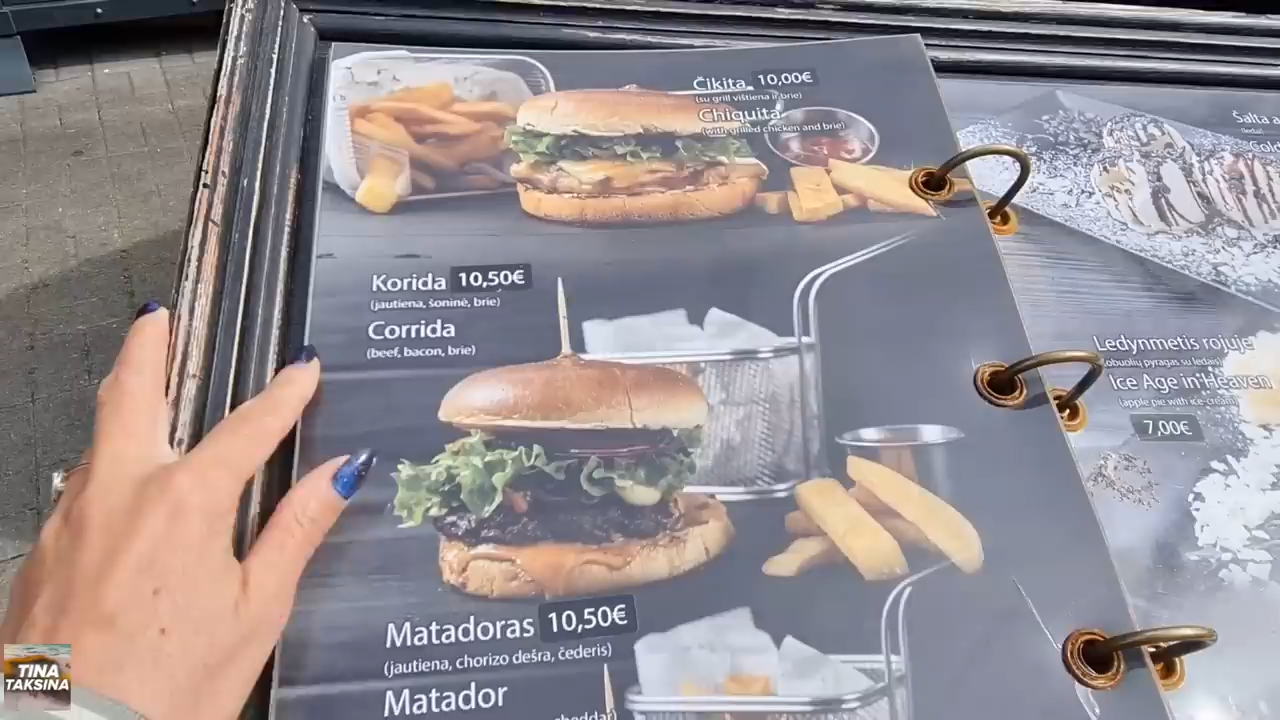 Čikita 10,00€
(su grill vištiena ir brie)
Chiquita
(with grilled chicken and brie)
Korida 10,50€
(jautiena, šoninė, brie)
Corrida
(beef, bacon, brie)
Matadoras 10,50€
(jautiena, chorizo dešra, čederis)
Matador
cheddar)
Šalta
Ledynmetis rojuje
(obuolių pyragas su ledais)
Ice Age in Heaven
(apple pie with ice-cream)
7,00€
TINA
TAKSINA